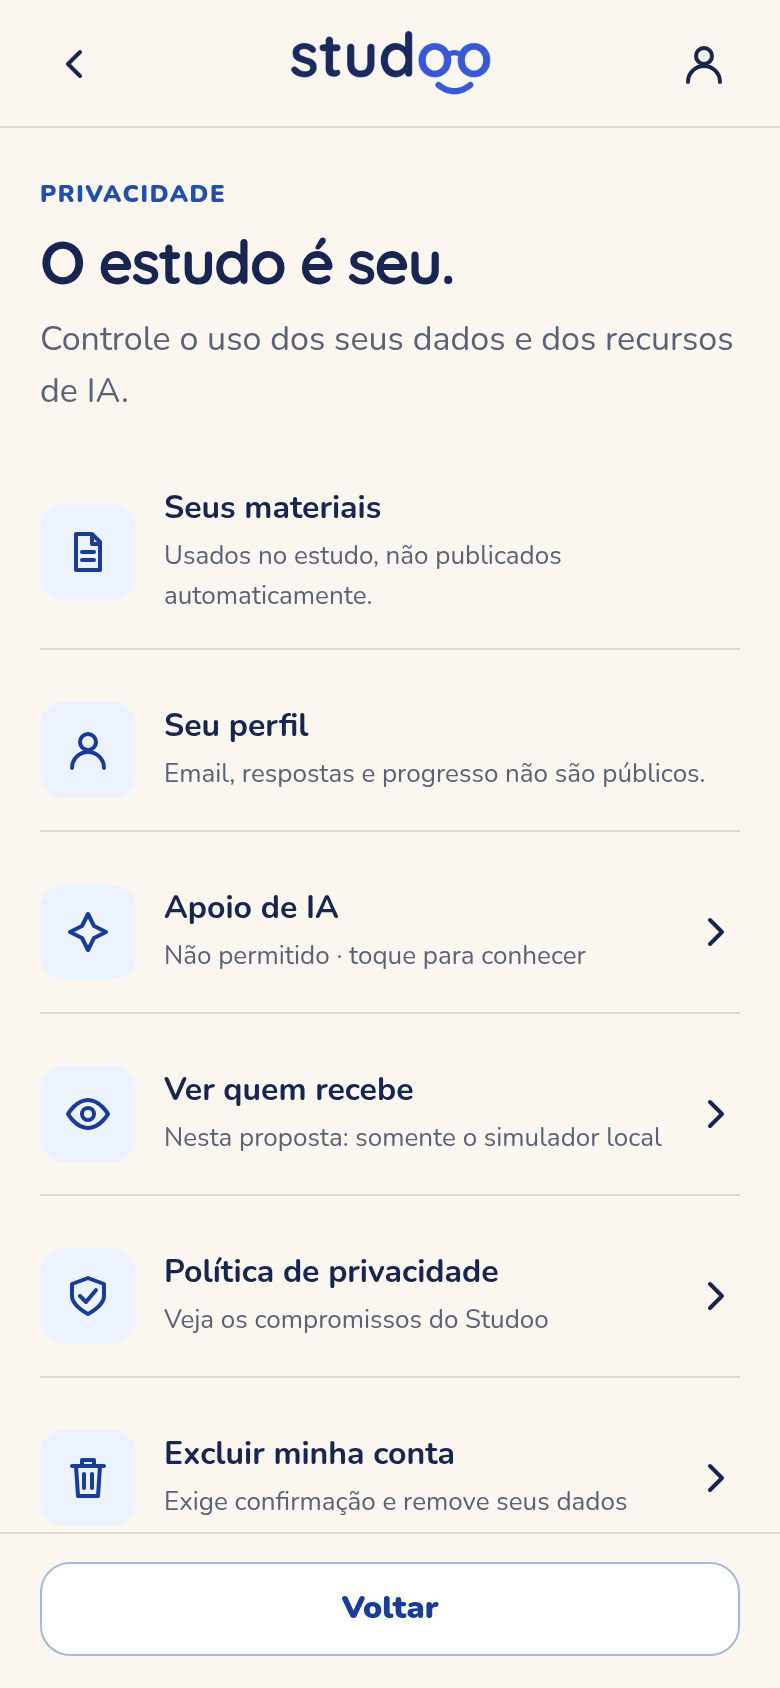 studoo
PRIVACIDADE
O estudo é seu.
Controle o uso dos seus dados e dos recursos
de IA.
Seus materiais
Usados no estudo, não publicados
automaticamente.
Seu perfil
Email, respostas e progresso não são públicos.
Apoio de IA
Não permitido · toque para conhecer
Ver quem recebe
Nesta proposta: somente o simulador local
Política de privacidade
Veja os compromissos do Studoo
Excluir minha conta
Exige confirmação e remove seus dados
Voltar